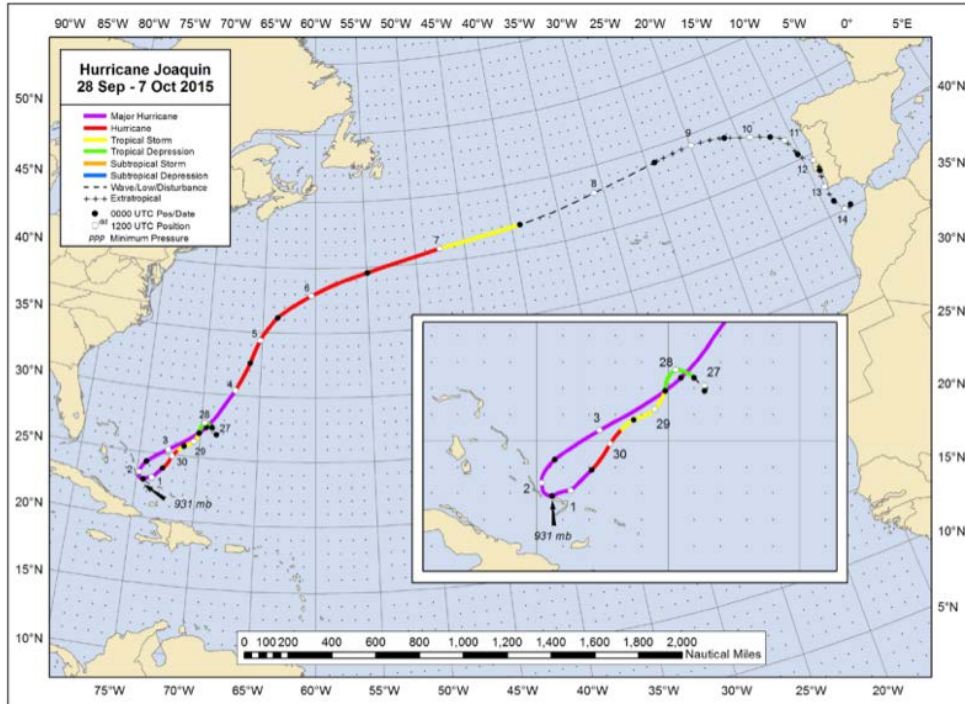 90°W 85°W 80°W 75°W 70°W 65°W 60°W 55°W 50°W 45°W 40°W 35°W 30°W 25°W 20°W 15°W 10°W 5°W 0° 5°E
Hurricane Joaquin
28 Sep - 7 Oct 2015
Major Hurricane
Hurricane
Tropical Storm
Tropical Depression
Subtropical Storm
Subtropical Depression
Wave/Low/Disturbance
Extratropical
0000 UTC Pos/Date
1200 UTC Position
PPP Minimum Pressure
50°N
45°N
40°N
35°N
30°N
25°N
20°N
15°N
10°N
40°N
35°N
30°N
25°N
20°N
15°N
10°N
5°N
9
10
11
8
12
13
14
7
6
5
4
28
27
3
29
30
2
1
931 mb
28
27
3
29
30
2
1
931 mb
0 100 200 400 600 800 1,000 1,200 1,400 1,600 1,800 2,000
Nautical Miles
75°W 70°W 65°W 60°W 55°W 50°W 45°W 40°W 35°W 30°W 25°W 20°W